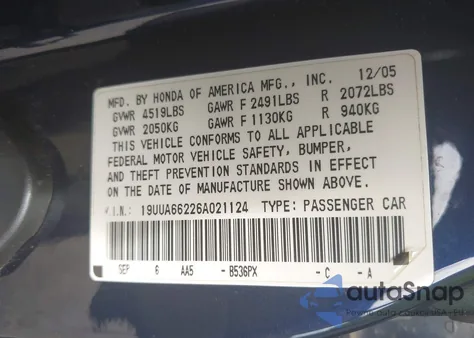 MFD. BY HONDA OF AMERICA MFG., INC. 12/05
GVWR 4519LBS GAWR F 2491LBS R 2072LBS
GVWR 2050KG GAWR F 1130KG R 940KG
THIS VEHICLE CONFORMS TO ALL APPLICABLE
FEDERAL MOTOR VEHICLE SAFETY, BUMPER,
AND THEFT PREVENTION STANDARDS IN EFFECT
ON THE DATE OF MANUFACTURE SHOWN ABOVE.
V.I.N. 19UUA66226A021124 TYPE: PASSENGER CAR
SEP 6 AA5 - B536PX - C - A
autoSnap